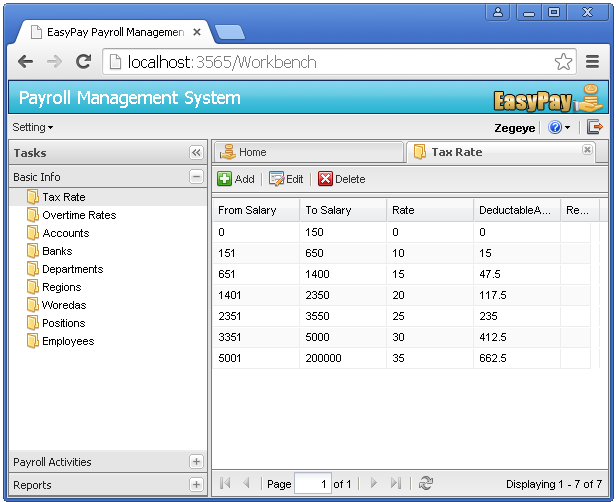 EasyPay Payroll Managemen
localhost:3565/Workbench
Payroll Management System
EasyPay
Setting
Zegeye
Tasks
Home
Tax Rate
Basic Info
Add Edit Delete
Tax Rate
Overtime Rates
Accounts
Banks
Departments
Regions
Woredas
Positions
Employees
From Salary To Salary Rate DeductableA... Re...
0 150 0 0
151 650 10 15
651 1400 15 47.5
1401 2350 20 117.5
2351 3550 25 235
3351 5000 30 412.5
5001 200000 35 662.5
Payroll Activities
Reports
Page 1 of 1
Displaying 1 - 7 of 7